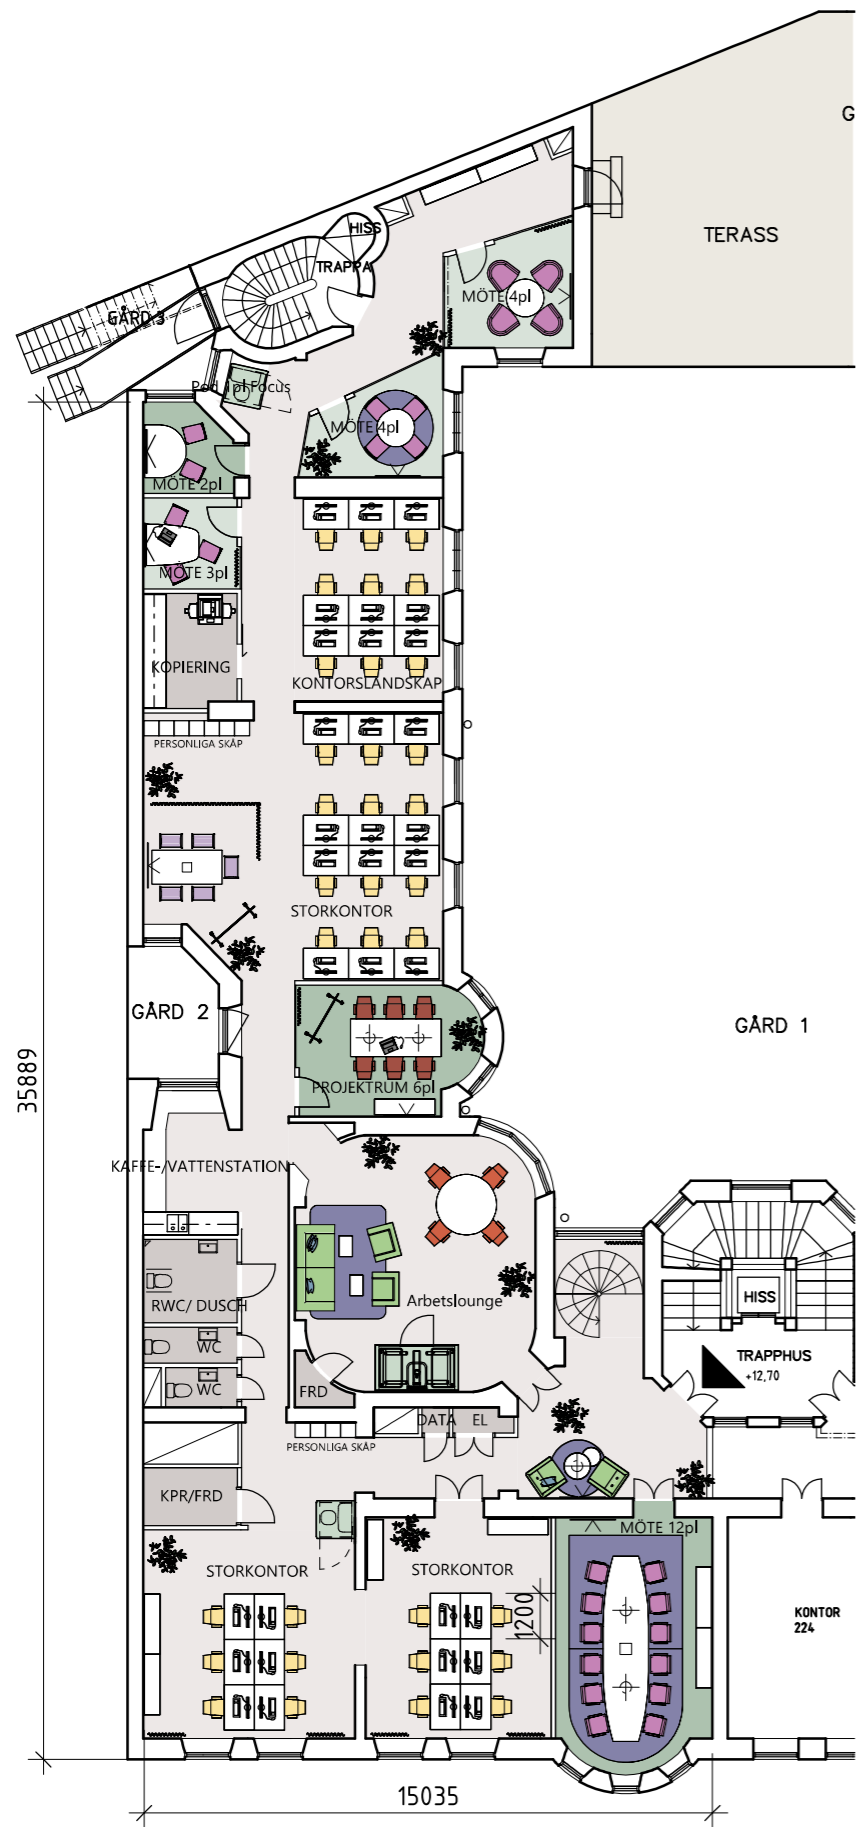 G
TERASS
HISS
TRAPPA
MÖTE 4pl
GÅRD 3
Pod 1pl Focus
MÖTE 4pl
MÖTE 2pl
MÖTE 3pl
KOPIERING
KONTORSLANDSKAP
PERSONLIGA SKÅP
STORKONTOR
GÅRD 2
GÅRD 1
35889
PROJEKTRUM 6pl
KAFFE-/VATTENSTATION
RWC/ DUSCH
Arbetslounge
HISS
WC
TRAPPHUS
+12,70
WC
FRD
DATA EL
PERSONLIGA SKÅP
KPR/FRD
MÖTE 12pl
STORKONTOR
STORKONTOR
1200
KONTOR
224
15035